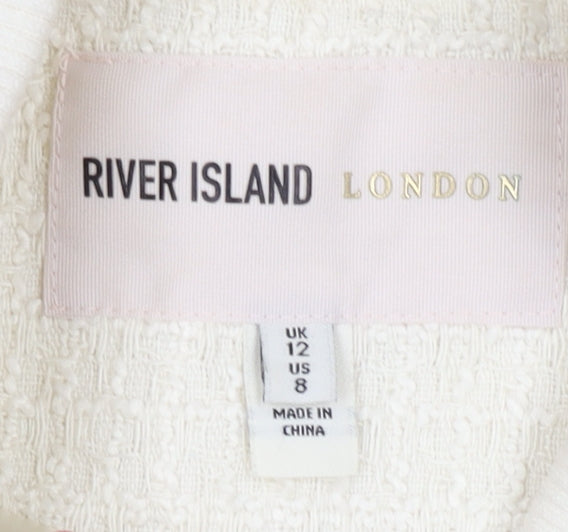 RIVER ISLAND LONDON
UK
12
US
8
MADE IN
CHINA